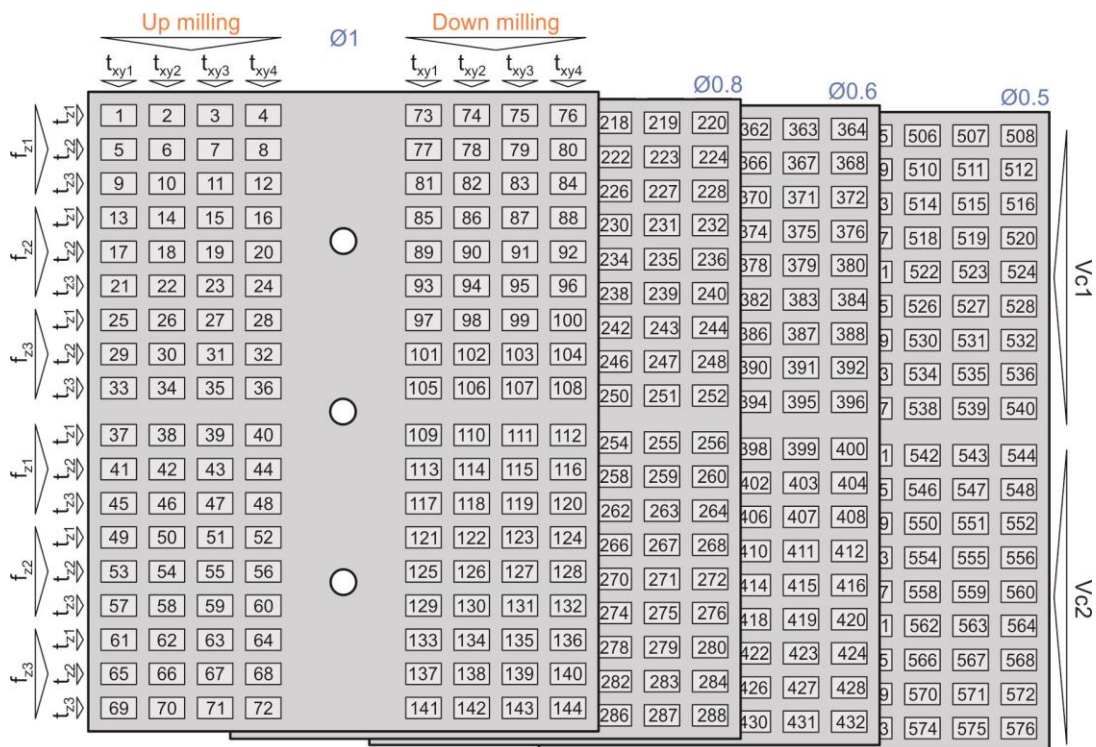 Up milling Ø1 Down milling
t_xy1 t_xy2 t_xy3 t_xy4 t_xy1 t_xy2 t_xy3 t_xy4
Ø0.8 Ø0.6 Ø0.5
f_z1
t_z1 1 2 3 4 73 74 75 76 218 219 220 362 363 364 506 507 508
t_z2 5 6 7 8 77 78 79 80 222 223 224 366 367 368 510 511 512
t_z3 9 10 11 12 81 82 83 84 226 227 228 370 371 372 514 515 516
f_z2
t_z1 13 14 15 16 85 86 87 88 230 231 232 374 375 376 518 519 520
t_z2 17 18 19 20 89 90 91 92 234 235 236 378 379 380 522 523 524
t_z3 21 22 23 24 93 94 95 96 238 239 240 382 383 384 526 527 528
f_z3
t_z1 25 26 27 28 97 98 99 100 242 243 244 386 387 388 530 531 532
t_z2 29 30 31 32 101 102 103 104 246 247 248 390 391 392 534 535 536
t_z3 33 34 35 36 105 106 107 108 250 251 252 394 395 396 538 539 540
Vc1
f_z1
t_z1 37 38 39 40 109 110 111 112 254 255 256 398 399 400 542 543 544
t_z2 41 42 43 44 113 114 115 116 258 259 260 402 403 404 546 547 548
t_z3 45 46 47 48 117 118 119 120 262 263 264 406 407 408 550 551 552
f_z2
t_z1 49 50 51 52 121 122 123 124 266 267 268 410 411 412 554 555 556
t_z2 53 54 55 56 125 126 127 128 270 271 272 414 415 416 558 559 560
t_z3 57 58 59 60 129 130 131 132 274 275 276 418 419 420 562 563 564
f_z3
t_z1 61 62 63 64 133 134 135 136 278 279 280 422 423 424 566 567 568
t_z2 65 66 67 68 137 138 139 140 282 283 284 426 427 428 570 571 572
t_z3 69 70 71 72 141 142 143 144 286 287 288 430 431 432 574 575 576
Vc2